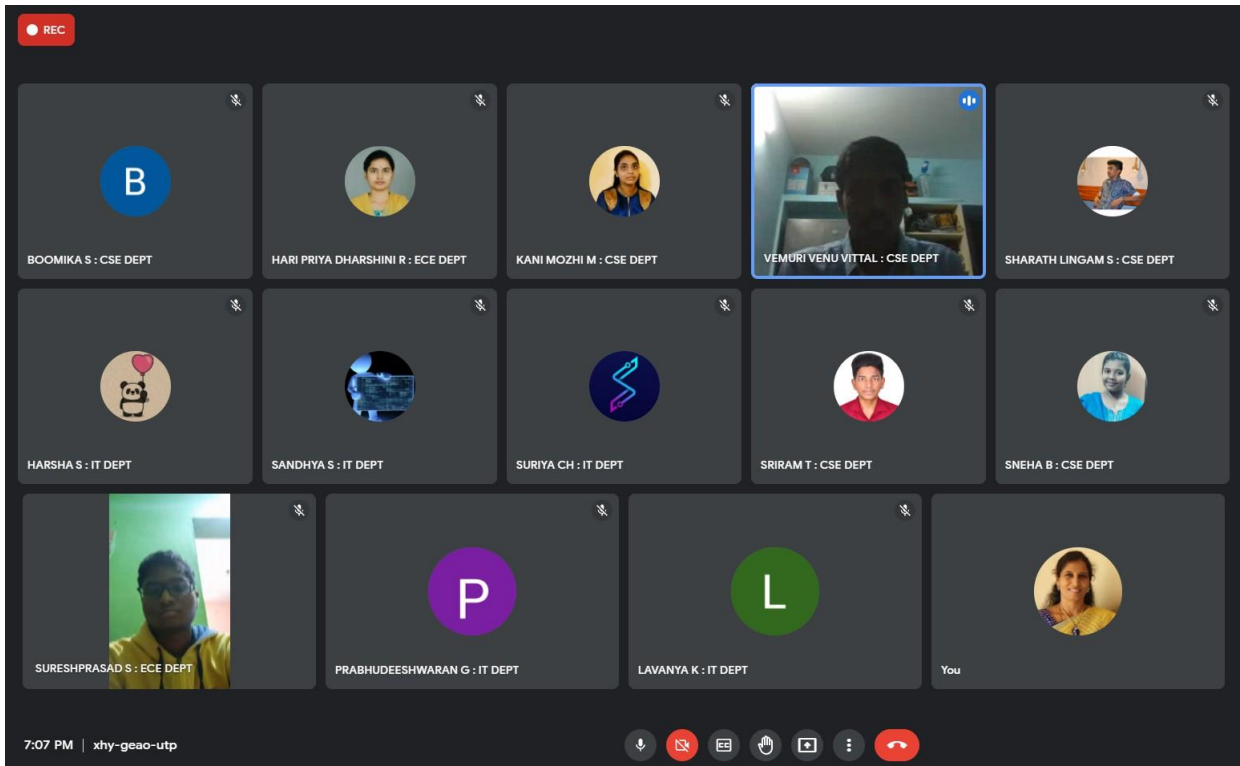 REC
B
BOOMIKA S : CSE DEPT
HARI PRIYA DHARSHINI R : ECE DEPT
KANI MOZHI M : CSE DEPT
VEMURI VENU VITTAL : CSE DEPT
SHARATH LINGAM S : CSE DEPT
HARSHA S : IT DEPT
SANDHYA S : IT DEPT
SURIYA CH : IT DEPT
SRIRAM T : CSE DEPT
SNEHA B : CSE DEPT
SURESHPRASAD S : ECE DEPT
P
PRABHUDEESHWARAN G : IT DEPT
L
LAVANYA K : IT DEPT
You
7:07 PM | xhy-geao-utp
CC